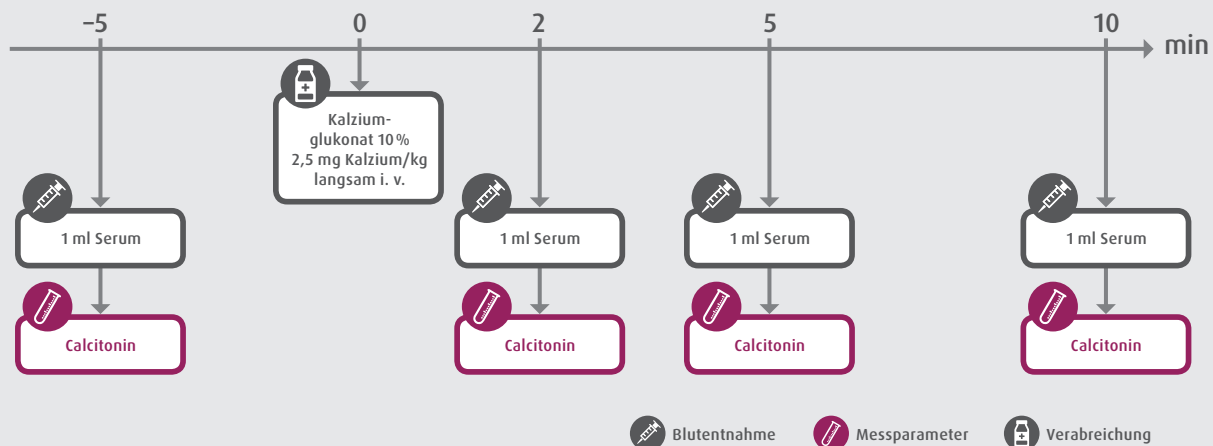 −5
0
2
5
10
min
Kalzium-
glukonat 10%
2,5 mg Kalzium/kg
langsam i. v.
1 ml Serum
1 ml Serum
1 ml Serum
1 ml Serum
Calcitonin
Calcitonin
Calcitonin
Calcitonin
Blutentnahme
Messparameter
Verabreichung